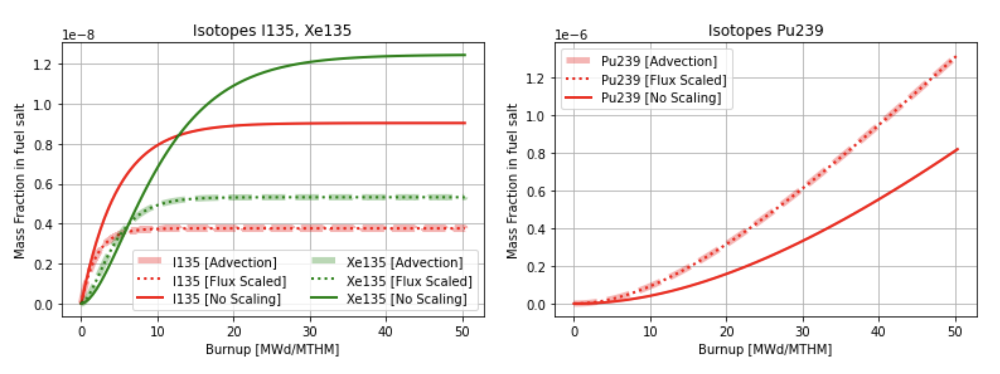 Isotopes I135, Xe135
1e−8
Mass Fraction in fuel salt
1.2
1.0
0.8
0.6
0.4
0.2
0.0
I135 [Advection]
I135 [Flux Scaled]
I135 [No Scaling]
Xe135 [Advection]
Xe135 [Flux Scaled]
Xe135 [No Scaling]
0 10 20 30 40 50
Burnup [MWd/MTHM]
Isotopes Pu239
1e−6
Mass Fraction in fuel salt
Pu239 [Advection]
Pu239 [Flux Scaled]
Pu239 [No Scaling]
1.2
1.0
0.8
0.6
0.4
0.2
0.0
0 10 20 30 40 50
Burnup [MWd/MTHM]